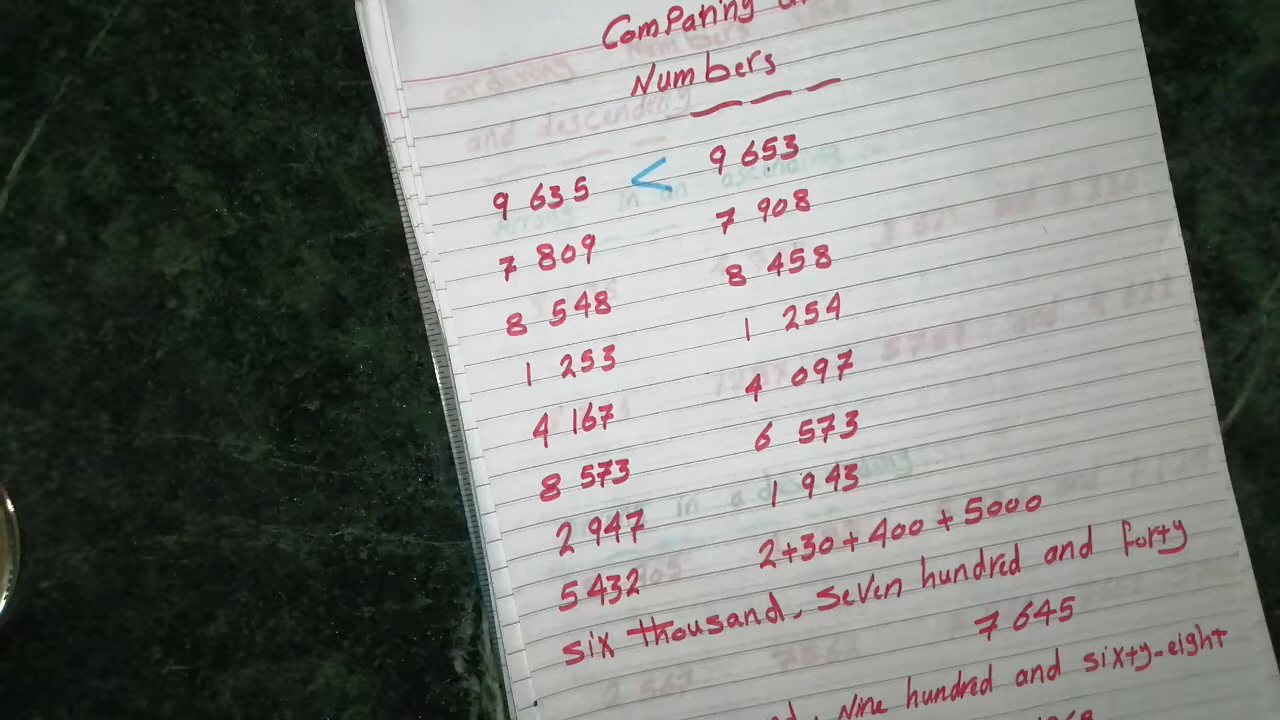 Comparing
Numbers
9 635 < 9 653
7 809 7 908
8 548 8 458
1 253 1 254
4 167 4 097
8 573 6 573
2 947 1 943
5 432 2+30+400+5000
six thousand, seven hundred and forty
7 645
, Nine hundred and sixty-eight